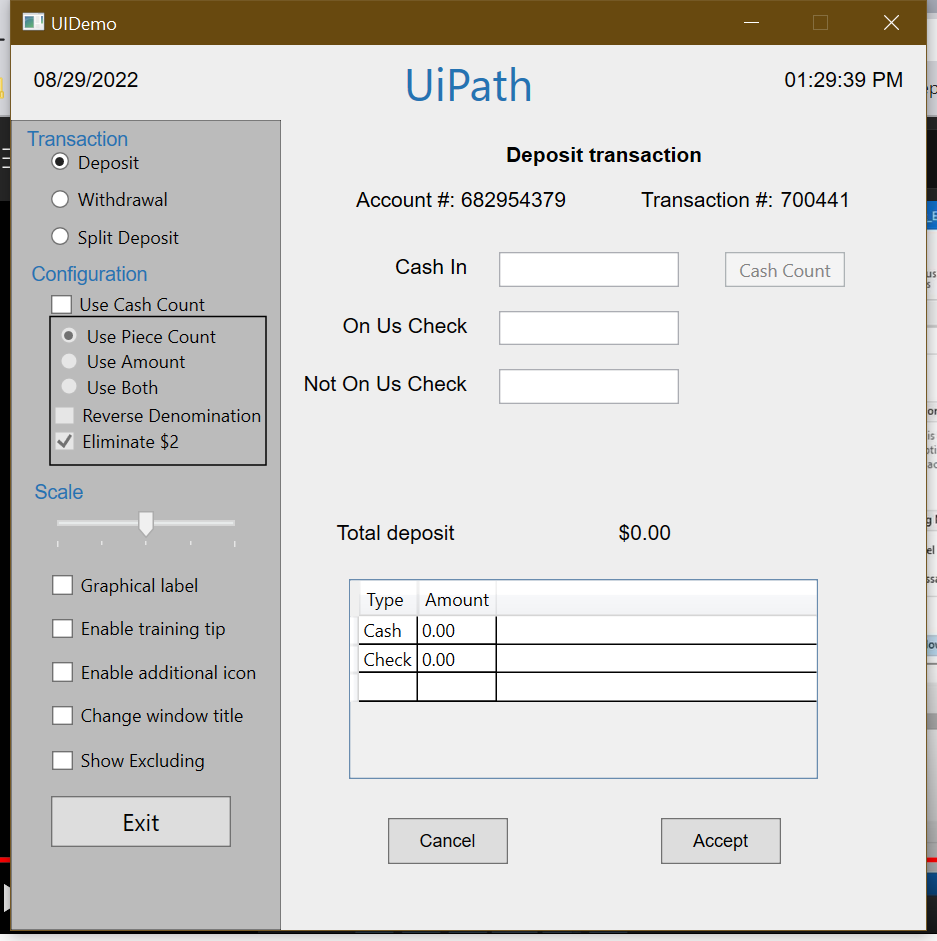 UIDemo
08/29/2022
UiPath
01:29:39 PM
Transaction
Deposit
Withdrawal
Split Deposit
Configuration
Use Cash Count
Use Piece Count
Use Amount
Use Both
Reverse Denomination
Eliminate $2
Scale
Graphical label
Enable training tip
Enable additional icon
Change window title
Show Excluding
Exit
Deposit transaction
Account #: 682954379 Transaction #: 700441
Cash In
Cash Count
On Us Check
Not On Us Check
Total deposit $0.00
Type Amount
Cash 0.00
Check 0.00
Cancel Accept